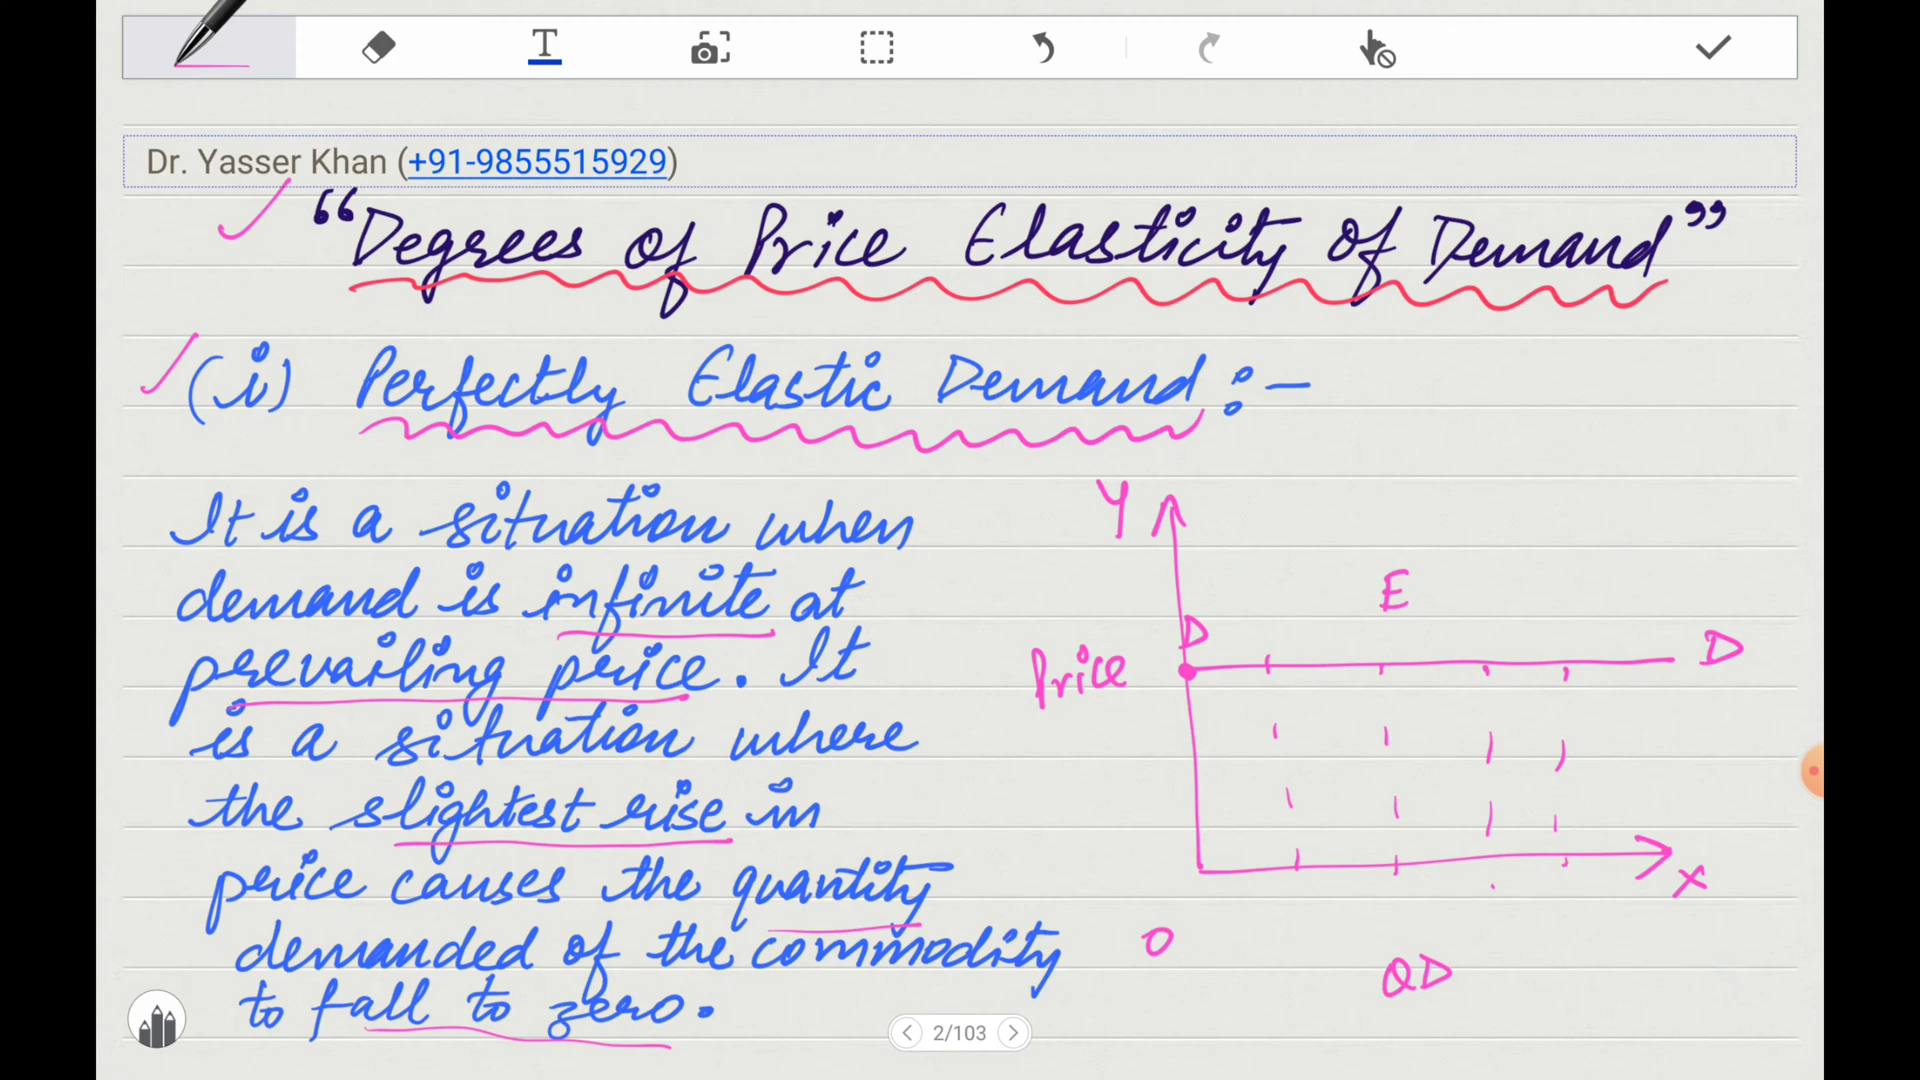 T
Dr. Yasser Khan (+91-9855515929)
“Degrees of Price Elasticity of Demand”
(i) Perfectly Elastic Demand :-
It is a situation when
demand is infinite at
prevailing price. It
is a situation where
the slightest rise in
price causes the quantity
demanded of the commodity
to fall to zero.
Y
E
D
D
Price
X
O
QD
2/103